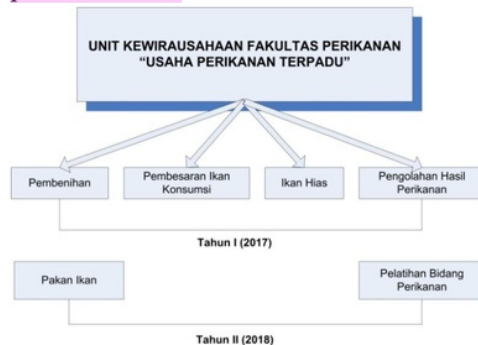 UNIT KEWIRAUSAHAAN FAKULTAS PERIKANAN
“USAHA PERIKANAN TERPADU”
Pembenihan
Pembesaran Ikan
Konsumsi
Ikan Hias
Pengolahan Hasil
Perikanan
Tahun I (2017)
Pakan Ikan
Pelatihan Bidang
Perikanan
Tahun II (2018)